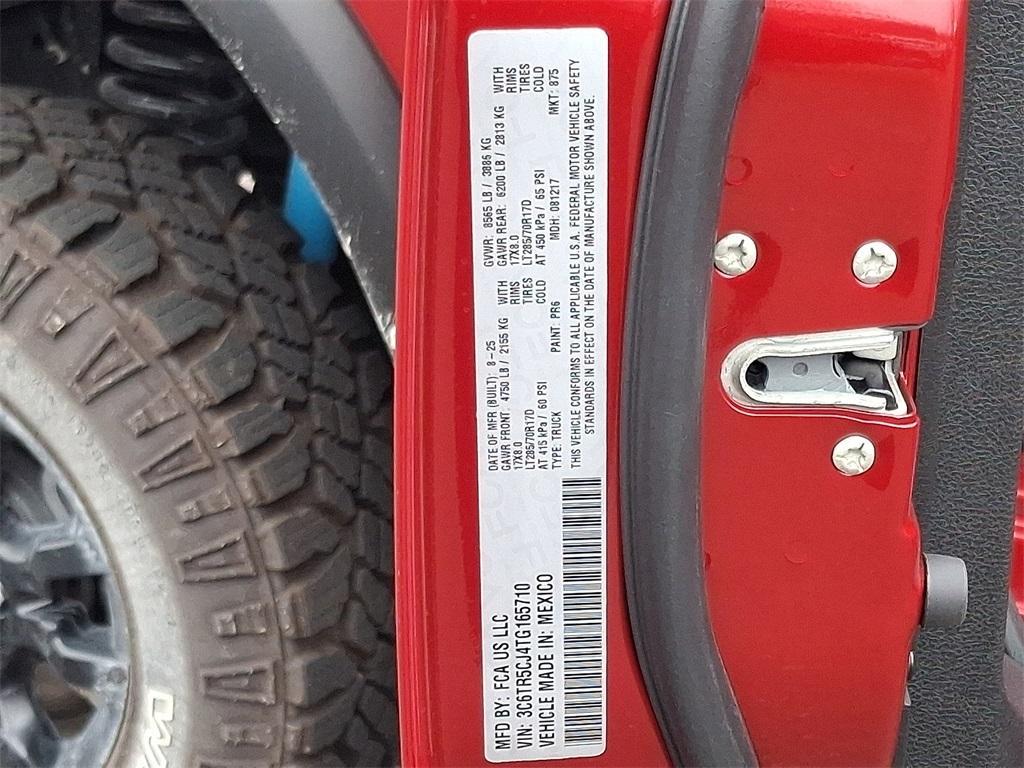 MFD BY: FCA US LLC
VIN: 3C6TR5CJ4TG165710
VEHICLE MADE IN: MEXICO
DATE OF MFR (BUILT): 8-25 GVWR: 8565 LB / 3885 KG
GAWR FRONT: 4750 LB / 2155 KG WITH GAWR REAR: 6200 LB / 2813 KG WITH
17X8.0 RIMS 17X8.0 RIMS
LT285/70R17D TIRES LT285/70R17D TIRES
AT 415 kPa / 60 PSI COLD AT 450 kPa / 65 PSI COLD
TYPE: TRUCK PAINT: PR6 MDH: 081217 MKT: 875
THIS VEHICLE CONFORMS TO ALL APPLICABLE U.S.A. FEDERAL MOTOR VEHICLE SAFETY
STANDARDS IN EFFECT ON THE DATE OF MANUFACTURE SHOWN ABOVE.